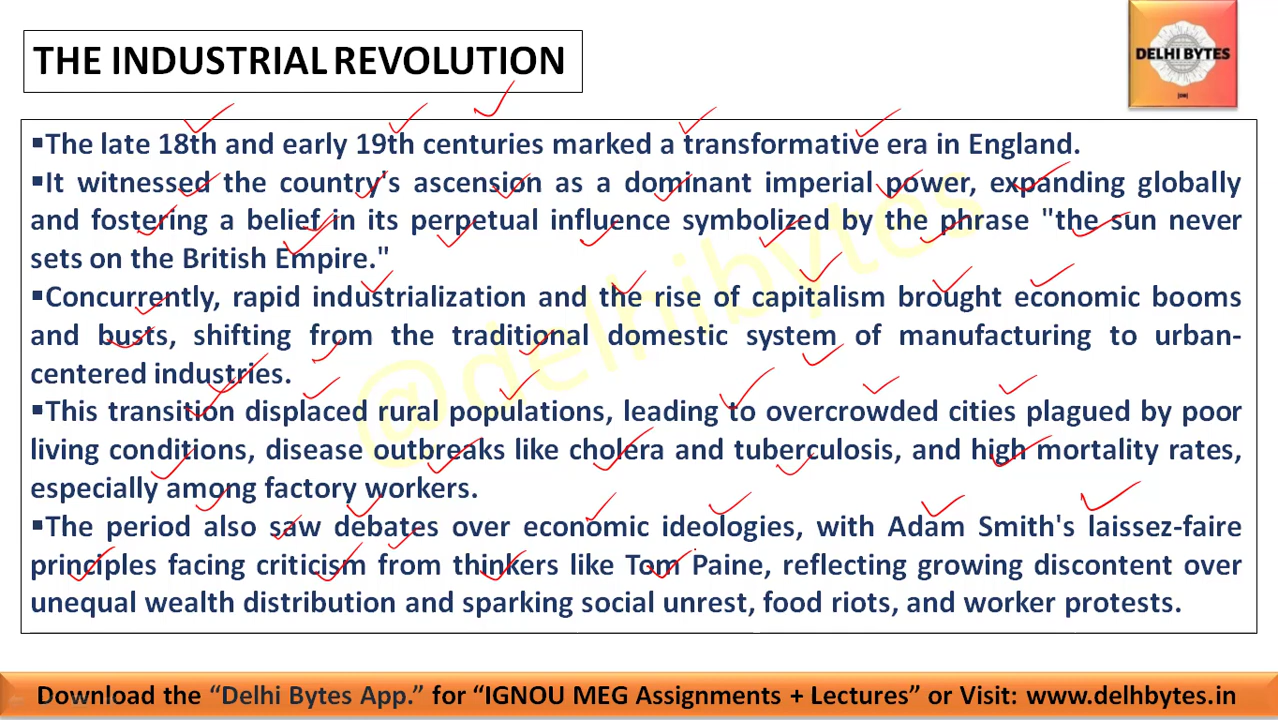 THE INDUSTRIAL REVOLUTION
DELHI BYTES
▪The late 18th and early 19th centuries marked a transformative era in England.
▪It witnessed the country's ascension as a dominant imperial power, expanding globally
and fostering a belief in its perpetual influence symbolized by the phrase "the sun never
sets on the British Empire."
▪Concurrently, rapid industrialization and the rise of capitalism brought economic booms
and busts, shifting from the traditional domestic system of manufacturing to urban-
centered industries.
▪This transition displaced rural populations, leading to overcrowded cities plagued by poor
living conditions, disease outbreaks like cholera and tuberculosis, and high mortality rates,
especially among factory workers.
▪The period also saw debates over economic ideologies, with Adam Smith's laissez-faire
principles facing criticism from thinkers like Tom Paine, reflecting growing discontent over
unequal wealth distribution and sparking social unrest, food riots, and worker protests.
@delhibytes
Download the “Delhi Bytes App.” for “IGNOU MEG Assignments + Lectures” or Visit: www.delhbytes.in